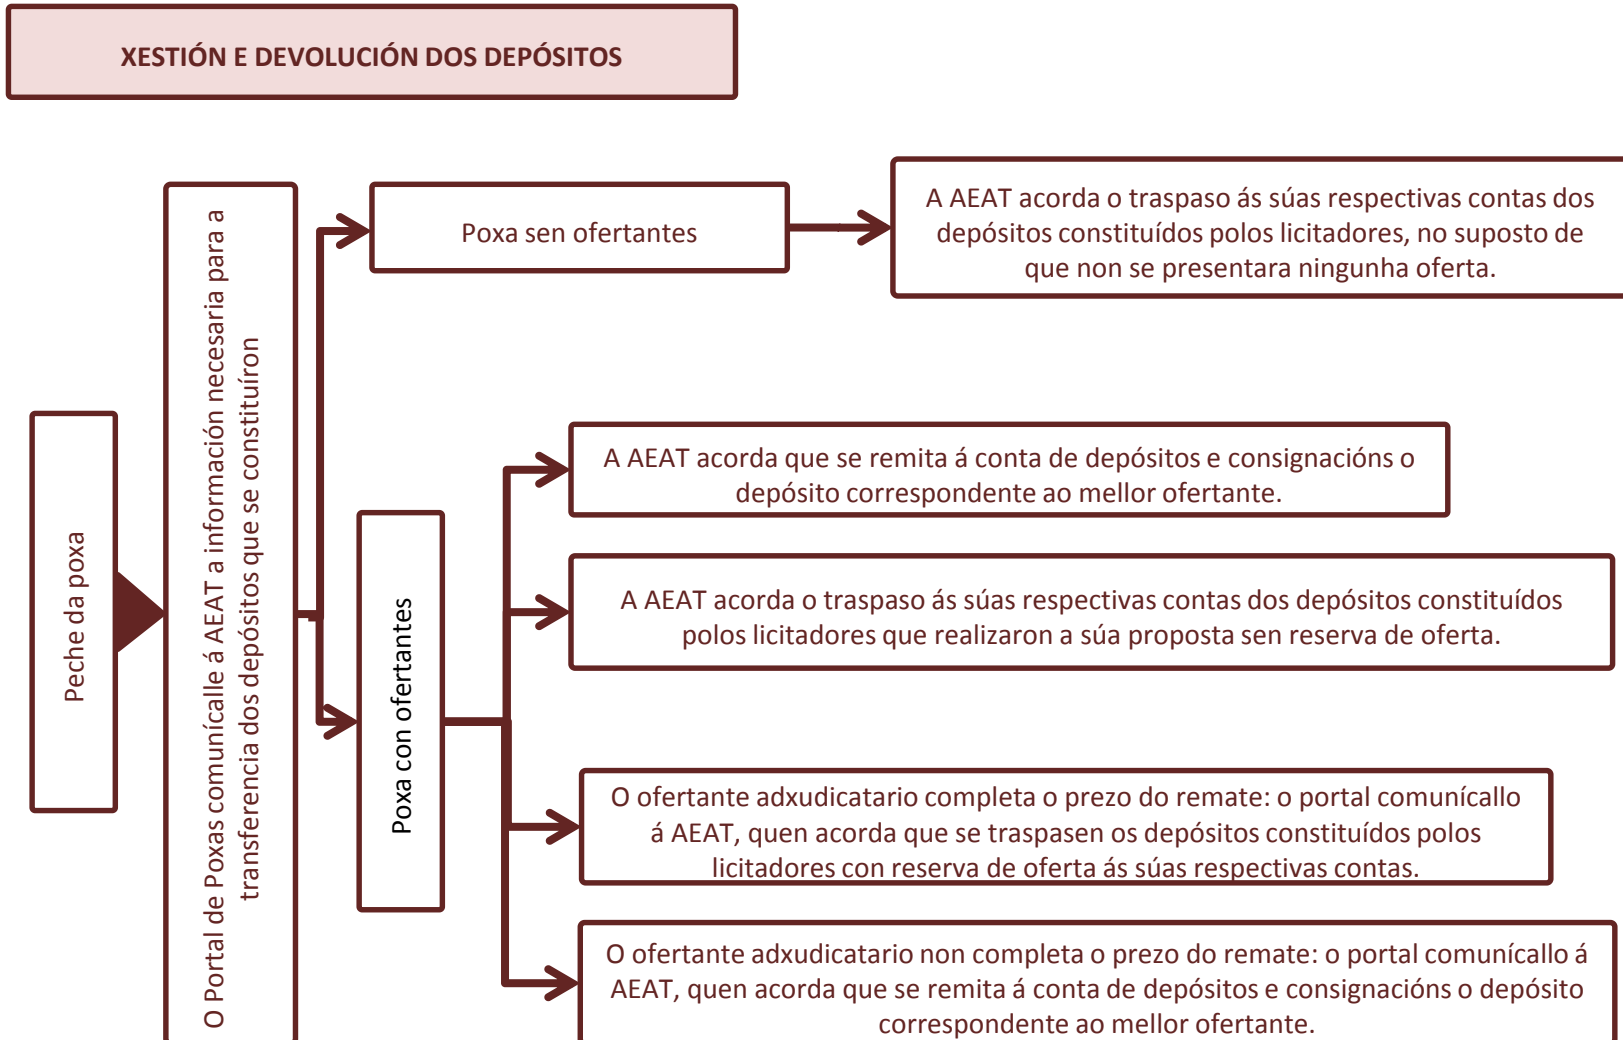 XESTIÓN E DEVOLUCIÓN DOS DEPÓSITOS
Peche da poxa
O Portal de Poxas comunícalle á AEAT a información necesaria para a
transferencia dos depósitos que se constituíron
Poxa sen ofertantes
A AEAT acorda o traspaso ás súas respectivas contas dos
depósitos constituídos polos licitadores, no suposto de
que non se presentara ningunha oferta.
Poxa con ofertantes
A AEAT acorda que se remita á conta de depósitos e consignacións o
depósito correspondente ao mellor ofertante.
A AEAT acorda o traspaso ás súas respectivas contas dos depósitos constituídos
polos licitadores que realizaron a súa proposta sen reserva de oferta.
O ofertante adxudicatario completa o prezo do remate: o portal comunícallo
á AEAT, quen acorda que se traspasen os depósitos constituídos polos
licitadores con reserva de oferta ás súas respectivas contas.
O ofertante adxudicatario non completa o prezo do remate: o portal comunícallo á
AEAT, quen acorda que se remita á conta de depósitos e consignacións o depósito
correspondente ao mellor ofertante.